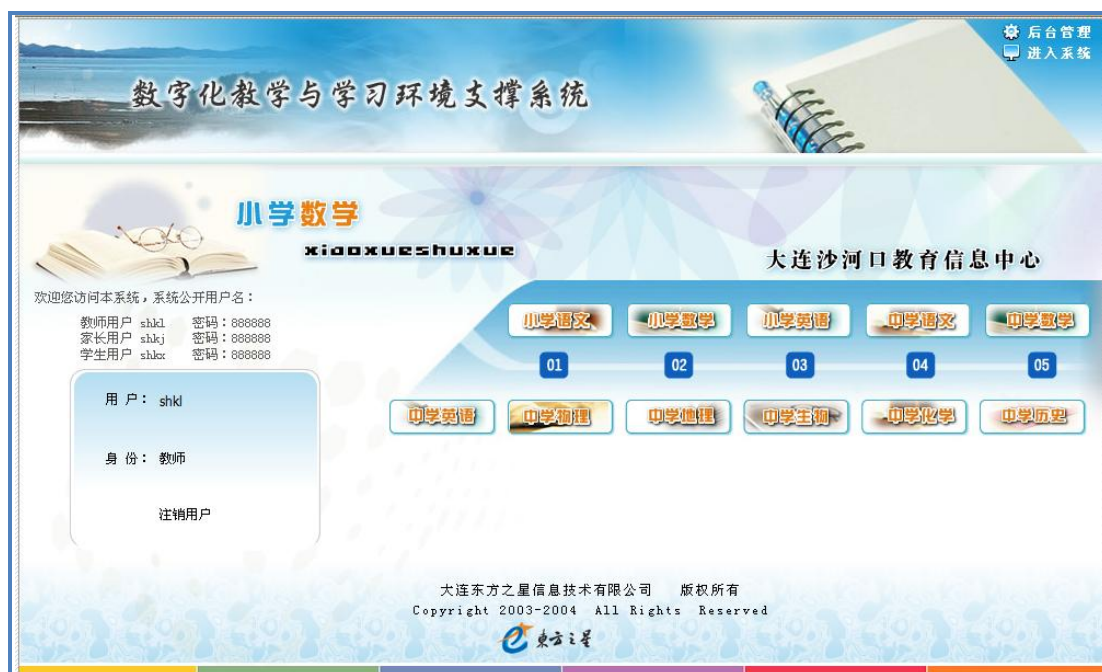 后台管理
进入系统
数字化教学与学习环境支撑系统
小学数学
xiaoxueshuxue
大连沙河口教育信息中心
欢迎您访问本系统，系统公开用户名：
教师用户 shkl 密码：888888
家长用户 shkj 密码：888888
学生用户 shkx 密码：888888
用 户： shkl
身 份： 教师
注销用户
小学语文 小学数学 小学英语 中学语文 中学数学
01 02 03 04 05
中学英语 中学物理 中学地理 中学生物 中学化学 中学历史
大连东方之星信息技术有限公司 版权所有
Copyright 2003-2004 All Rights Reserved
東方之星